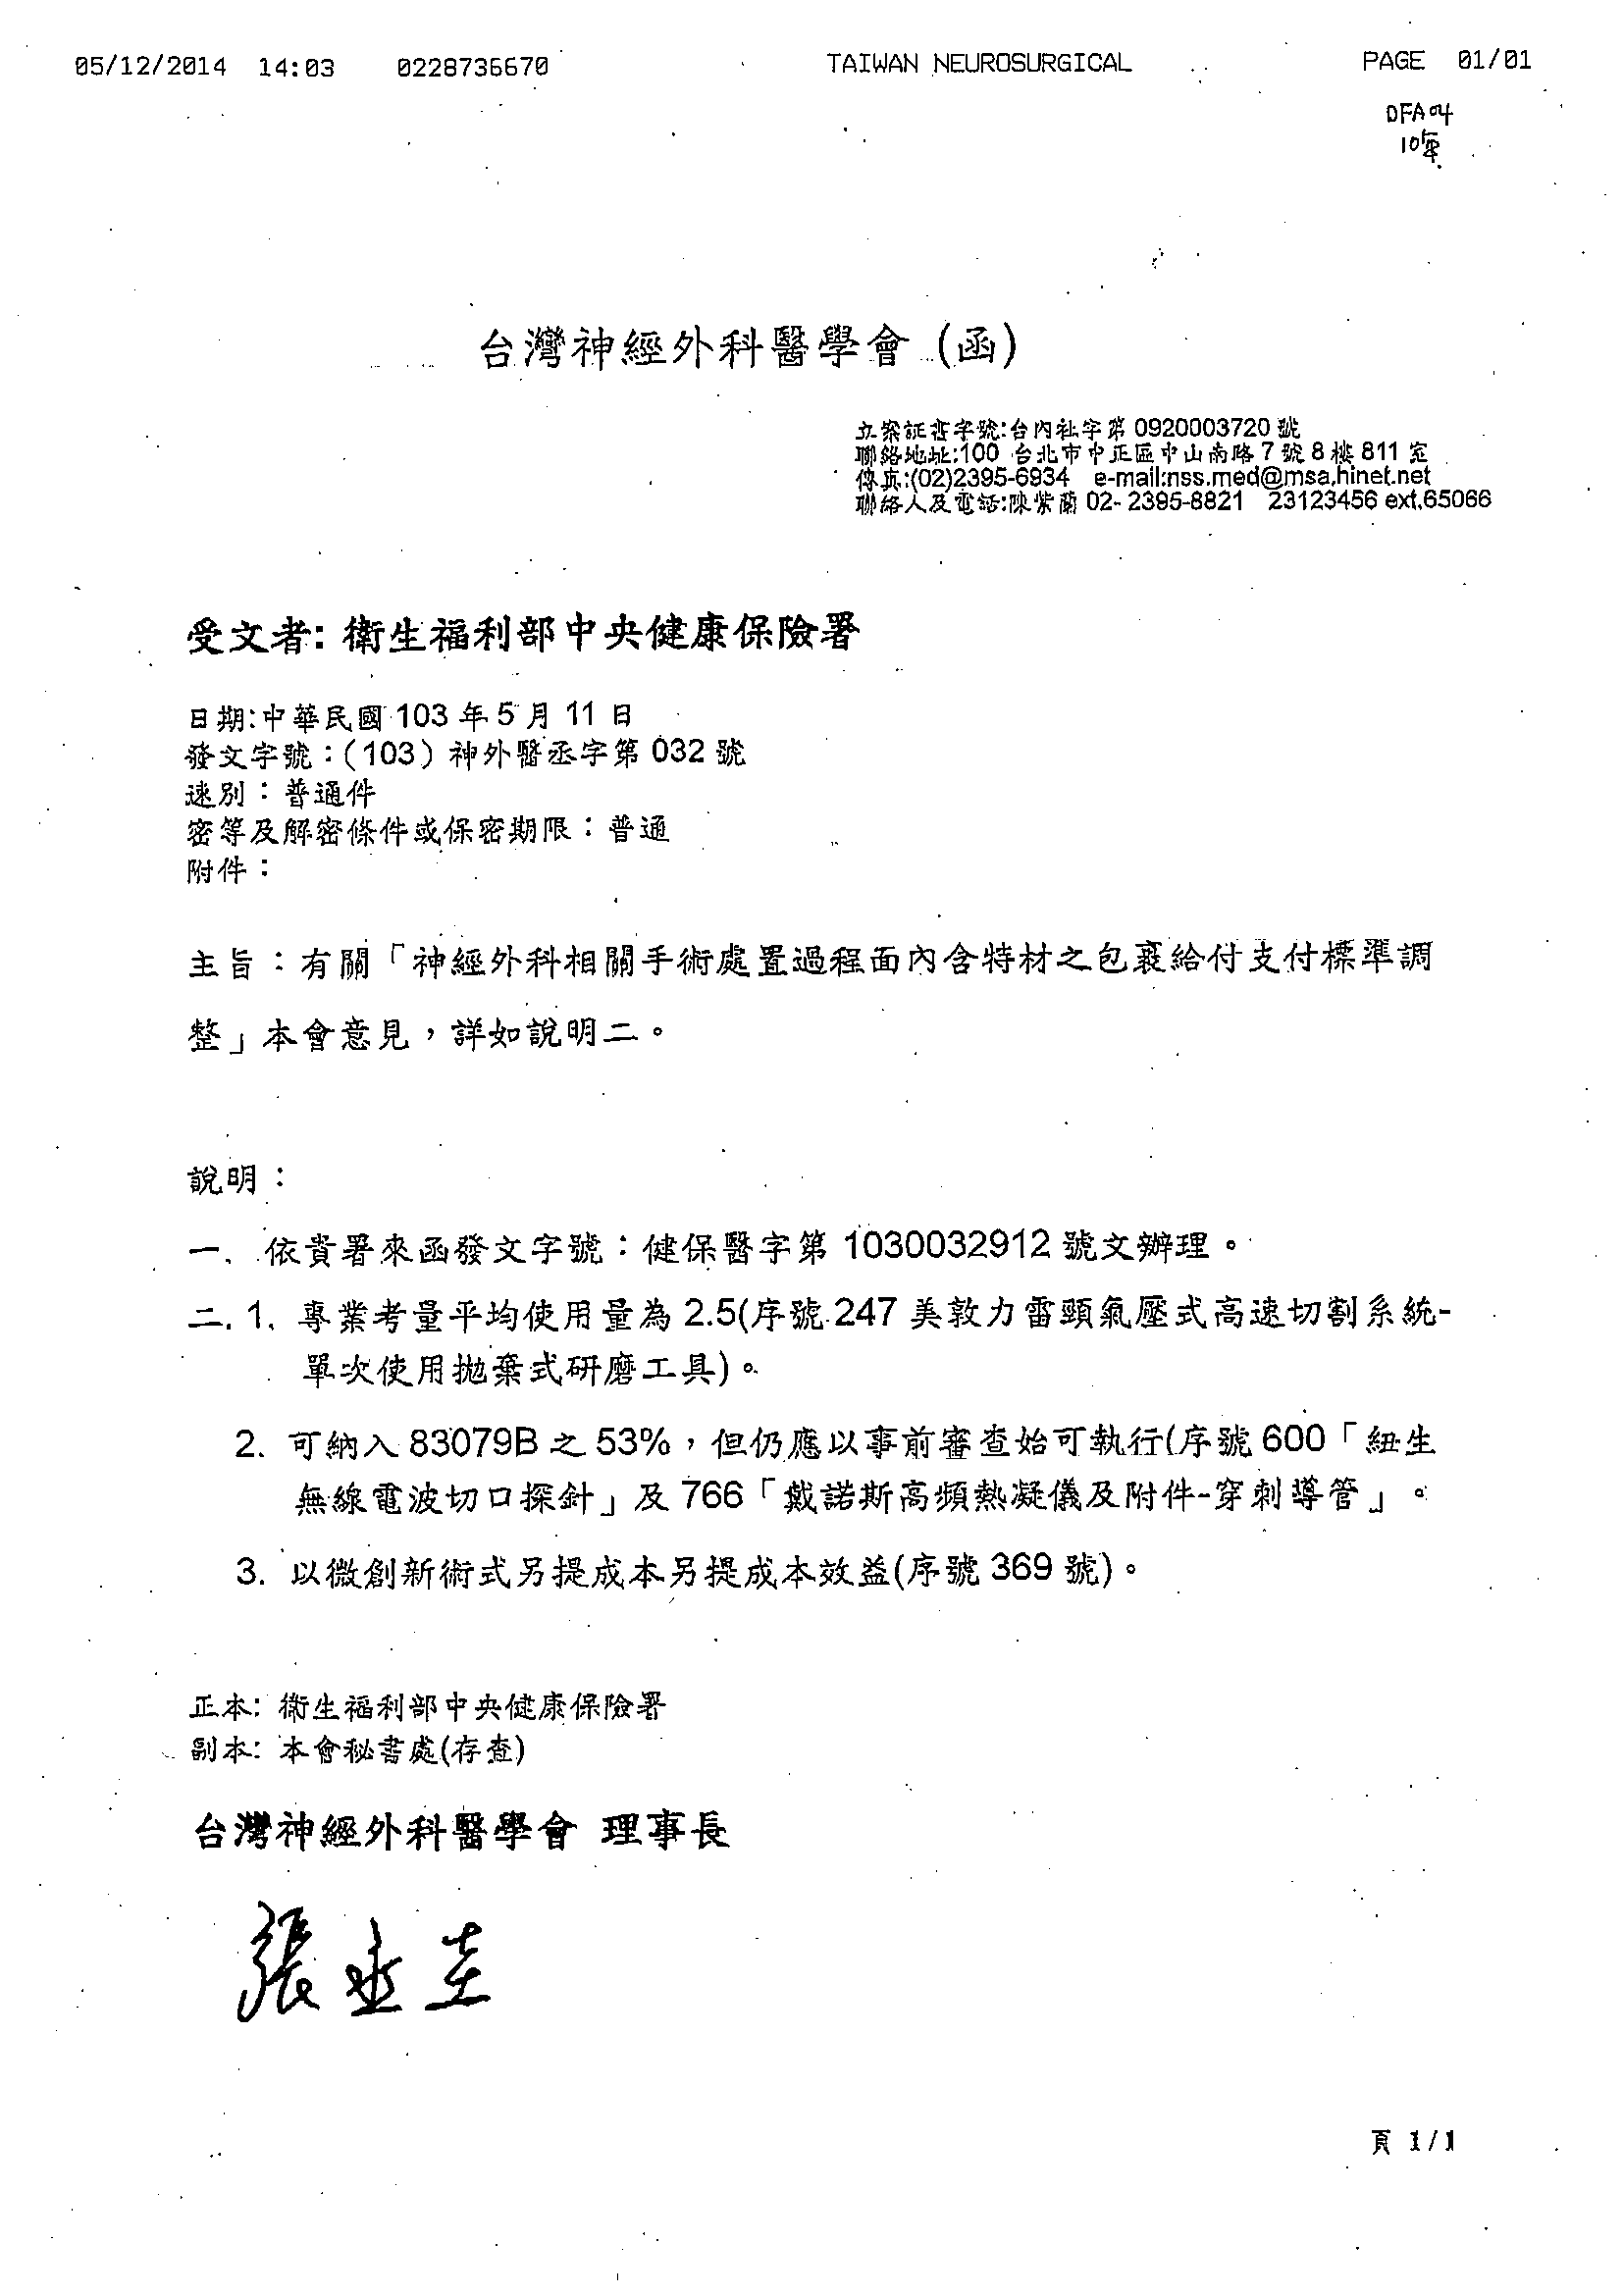 05/12/2014 14:03 0228736670 TAIWAN NEUROSURGICAL PAGE 01/01
DFA04
10年
台灣神經外科醫學會 (函)
立案証書字號:台內社字第 0920003720 號
聯絡地址:100 台北市中正區中山南路 7 號 8 樓 811 室
傳真:(02)2395-6934 e-mail:nss.med@msa.hinet.net
聯絡人及電話:陳紫蘭 02-2395-8821 23123456 ext.65066
受文者: 衛生福利部中央健康保險署
日期:中華民國 103 年 5 月 11 日
發文字號:(103) 神外醫丞字第 032 號
速別:普通件
密等及解密條件或保密期限:普通
附件:
主旨:有關「神經外科相關手術處置過程面內含特材之包裹給付支付標準調
整」本會意見,詳如說明二。
說明:
一、依貴署來函發文字號:健保醫字第 1030032912 號文辦理。
二. 1. 專業考量平均使用量為 2.5(序號 247 美敦力雷頸氣壓式高速切割系統-
單次使用拋棄式研磨工具)。
2. 可納入 83079B 之 53%,但仍應以事前審查始可執行(序號 600「紐生
無線電波切口探針」及 766「戴諾斯高頻熱凝儀及附件-穿刺導管」。
3. 以微創新術式另提成本另提成本效益(序號 369 號)。
正本: 衛生福利部中央健康保險署
副本: 本會秘書處(存查)
台灣神經外科醫學會 理事長
張丞圭
頁 1/1